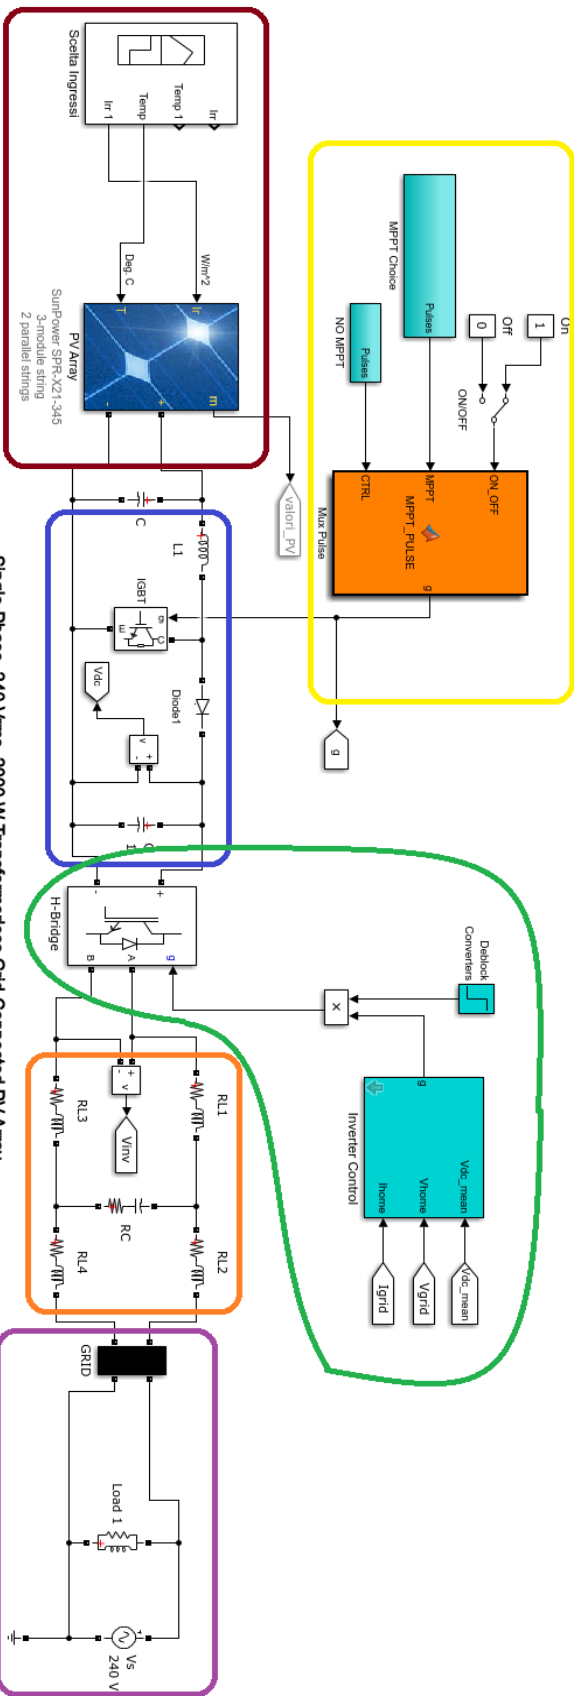 Scelta Ingressi
Irr
Temp 1
Temp
Irr 1
W/m^2
Deg. C
Ir
T
m
+
-
PV Array
SunPower SPR-X21-345
3-module string
2 parallel strings
valori_PV
MPPT Choice
Pulses
NO MPPT
Pulses
On
1
Off
0
ON/OFF
ON_OFF
MPPT
CTRL
MPPT_PULSE
g
Mux Pulse
g
C
L1
IGBT
g
C
E
Diode1
Vdc
+
v
-
H-Bridge
+
-
g
A
B
Deblock
Converters
×
Inverter Control
g
Vdc_mean
Vhome
Ihome
Vdc_mean
Vgrid
Igrid
+
v
-
Vinv
RL1
RL3
RC
RL2
RL4
GRID
Load 1
Vs
240 V